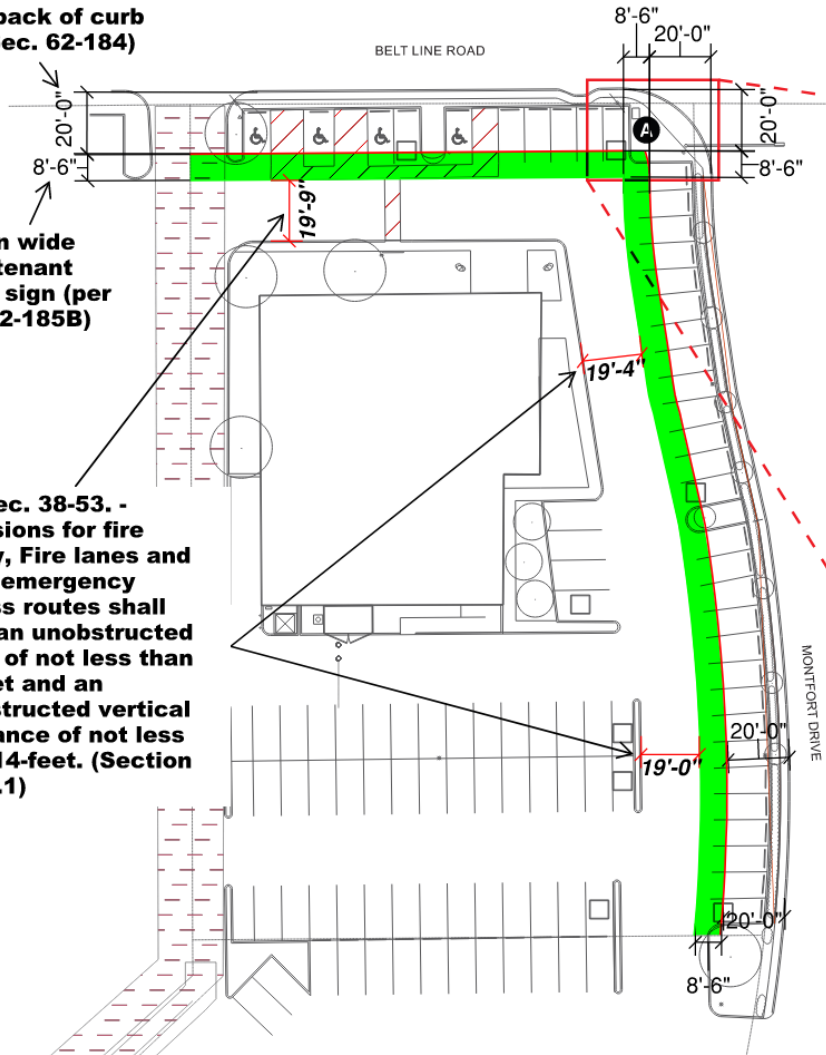 back of curb
ec. 62-184)
8'-6"
20'-0"
BELT LINE ROAD
20'-0"
A
20'-0"
8'-6"
8'-6"
19'-9"
n wide
tenant
sign (per
2-185B)
19'-4"
ec. 38-53. -
sions for fire
y, Fire lanes and
emergency
ss routes shall
an unobstructed
of not less than
et and an
structed vertical
ance of not less
14-feet. (Section
.1)
MONTFORT DRIVE
20'-0"
19'-0"
20'-0"
8'-6"